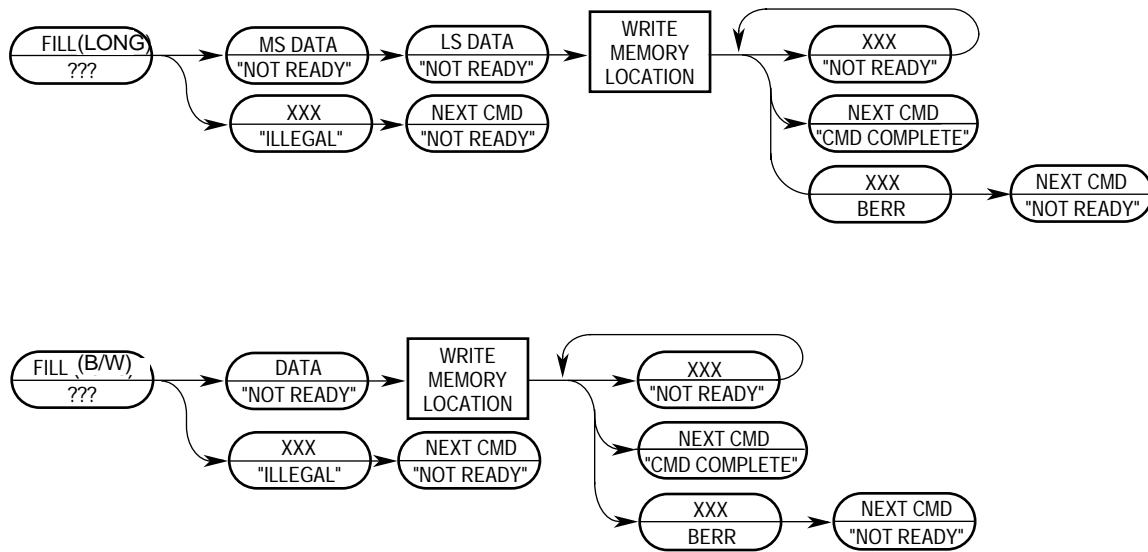 FILL(LONG)
???
MS DATA
"NOT READY"
LS DATA
"NOT READY"
WRITE
MEMORY
LOCATION
XXX
"NOT READY"
XXX
"ILLEGAL"
NEXT CMD
"NOT READY"
NEXT CMD
"CMD COMPLETE"
XXX
BERR
NEXT CMD
"NOT READY"
FILL (B/W)
???
DATA
"NOT READY"
WRITE
MEMORY
LOCATION
XXX
"NOT READY"
XXX
"ILLEGAL"
NEXT CMD
"NOT READY"
NEXT CMD
"CMD COMPLETE"
XXX
BERR
NEXT CMD
"NOT READY"